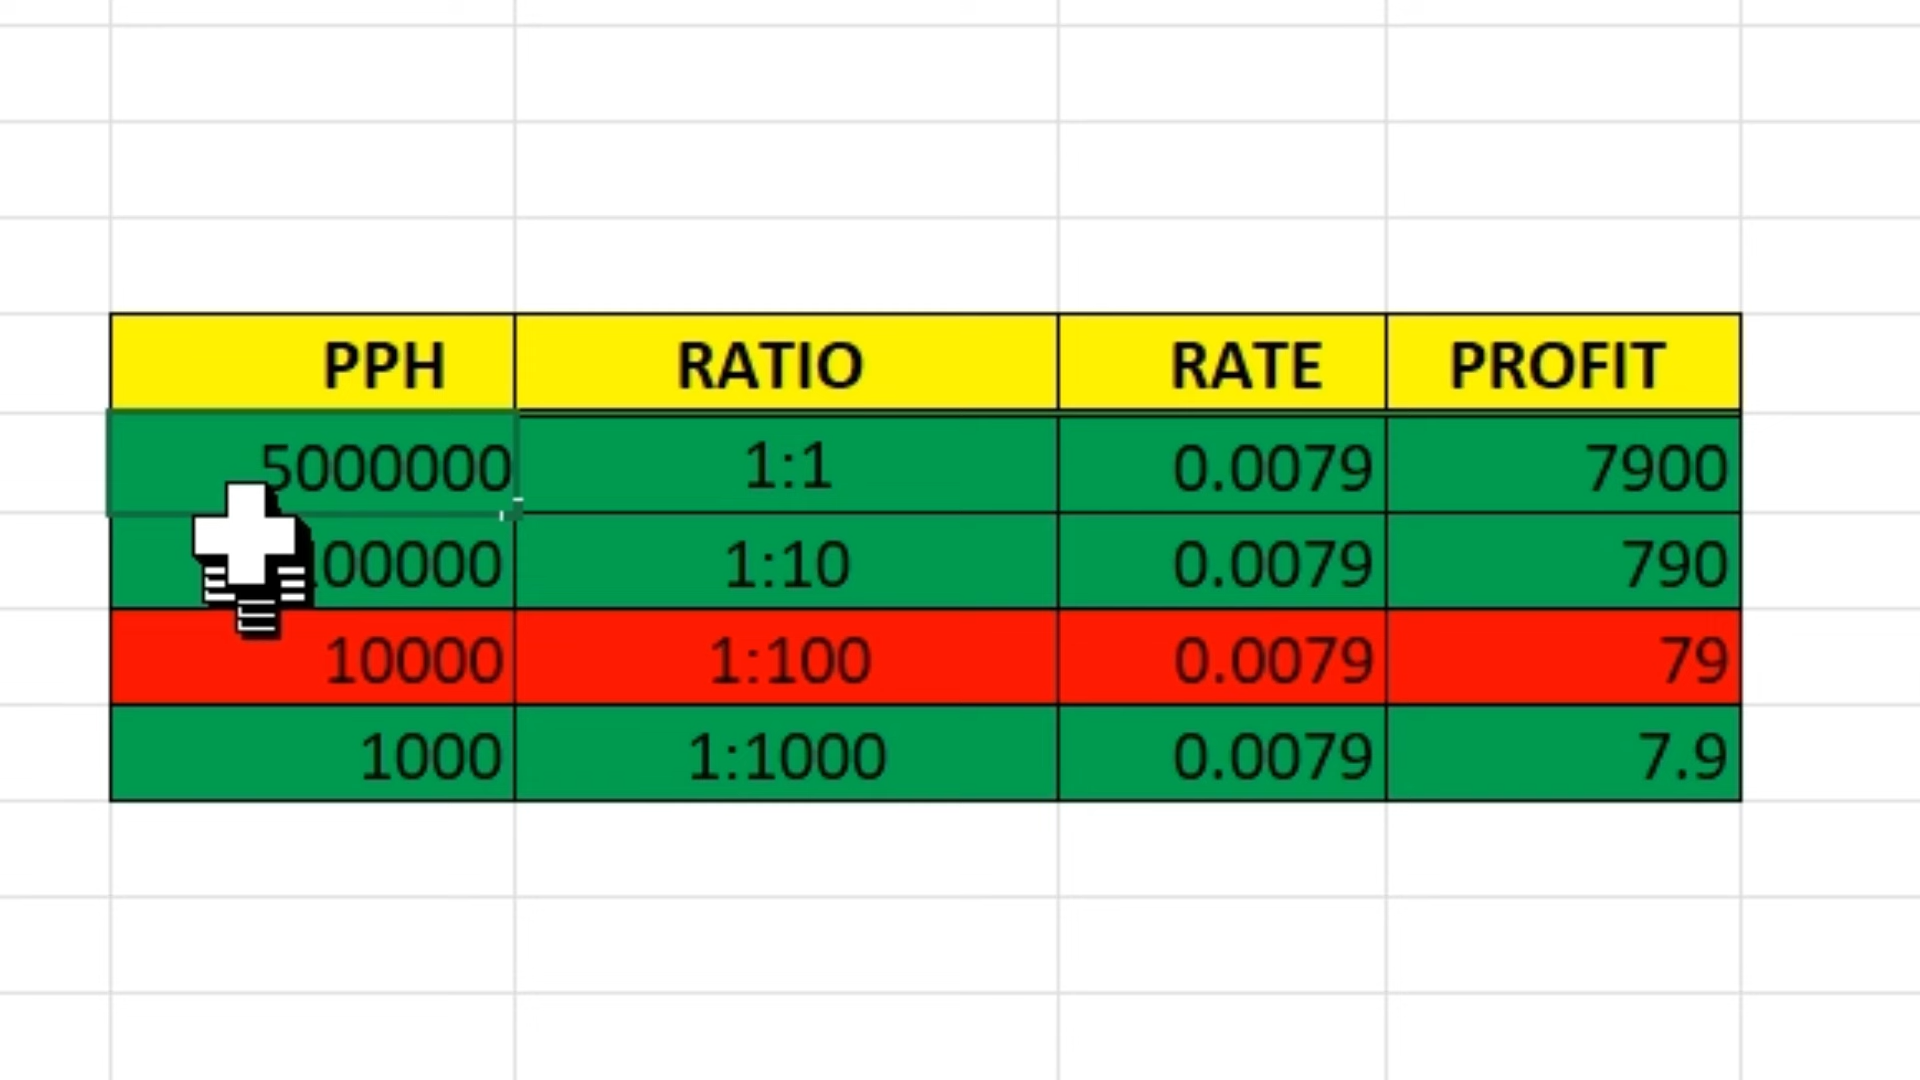 PPH RATIO RATE PROFIT
5000000 1:1 0.0079 7900
00000 1:10 0.0079 790
10000 1:100 0.0079 79
1000 1:1000 0.0079 7.9